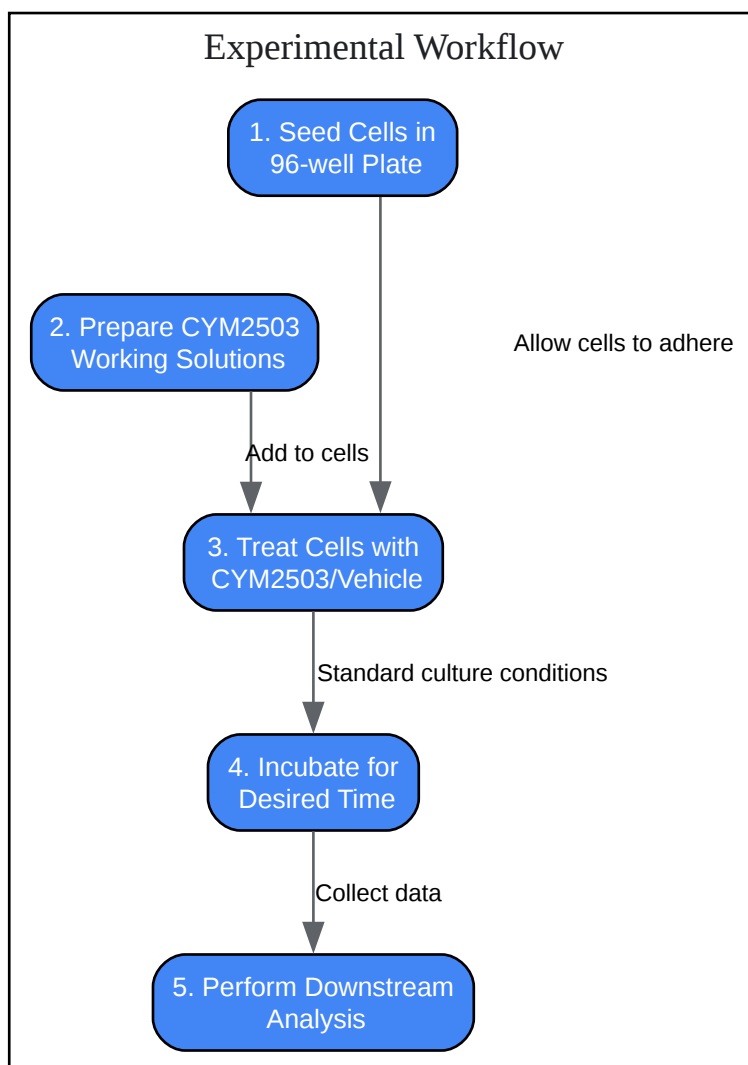 Experimental Workflow
1. Seed Cells in
96-well Plate
2. Prepare CYM2503
Working Solutions
Allow cells to adhere
Add to cells
3. Treat Cells with
CYM2503/Vehicle
Standard culture conditions
4. Incubate for
Desired Time
Collect data
5. Perform Downstream
Analysis